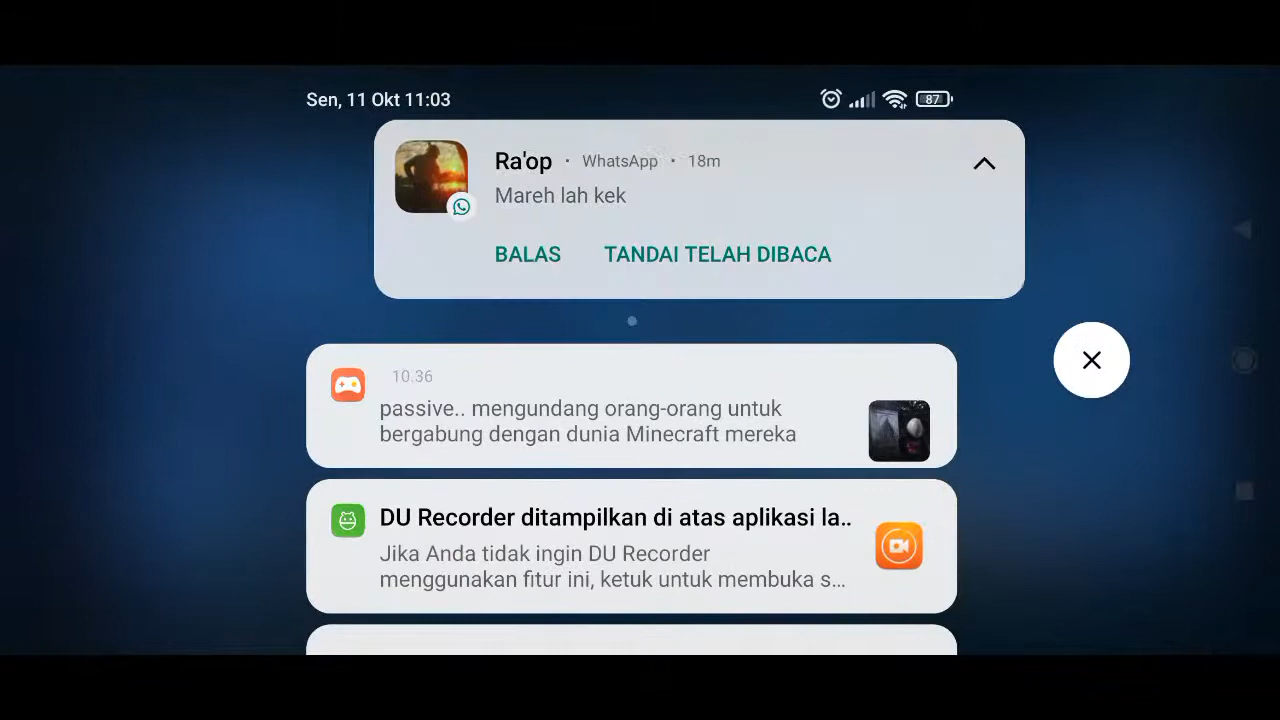 Sen, 11 Okt 11:03
87
Ra'op · WhatsApp · 18m
Mareh lah kek
BALAS TANDAI TELAH DIBACA
10.36
passive.. mengundang orang-orang untuk
bergabung dengan dunia Minecraft mereka
DU Recorder ditampilkan di atas aplikasi la..
Jika Anda tidak ingin DU Recorder
menggunakan fitur ini, ketuk untuk membuka s...